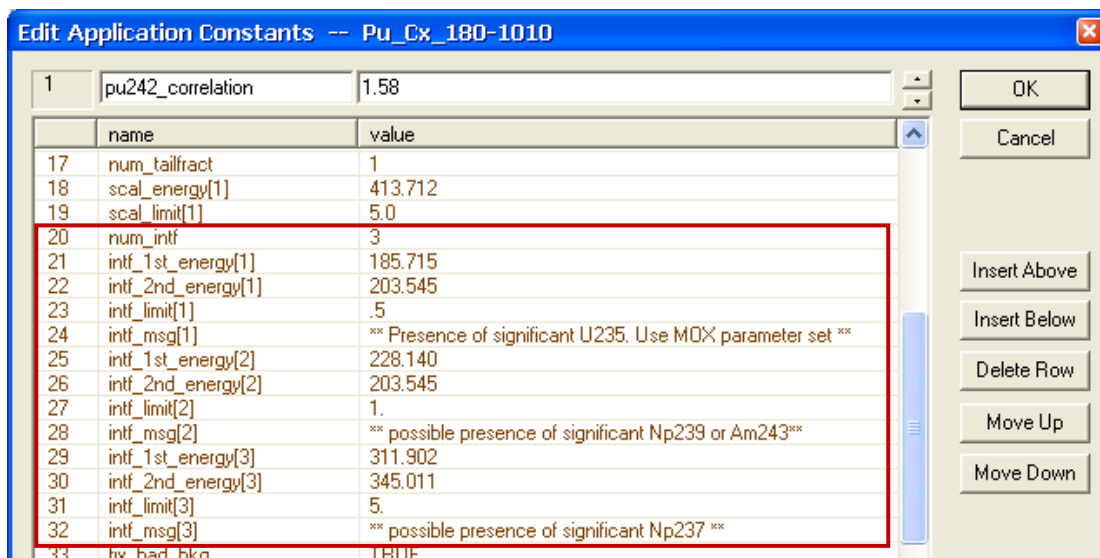 Edit Application Constants -- Pu_Cx_180-1010
1 pu242_correlation 1.58
OK
Cancel
name value
17 num_tailfract 1
18 scal_energy[1] 413.712
19 scal_limit[1] 5.0
20 num_intf 3
21 intf_1st_energy[1] 185.715
22 intf_2nd_energy[1] 203.545
23 intf_limit[1] .5
24 intf_msg[1] ** Presence of significant U235. Use MOX parameter set **
25 intf_1st_energy[2] 228.140
26 intf_2nd_energy[2] 203.545
27 intf_limit[2] 1.
28 intf_msg[2] ** possible presence of significant Np239 or Am243**
29 intf_1st_energy[3] 311.902
30 intf_2nd_energy[3] 345.011
31 intf_limit[3] 5.
32 intf_msg[3] ** possible presence of significant Np237 **
33 fix_bad_bkg TRUE
Insert Above
Insert Below
Delete Row
Move Up
Move Down